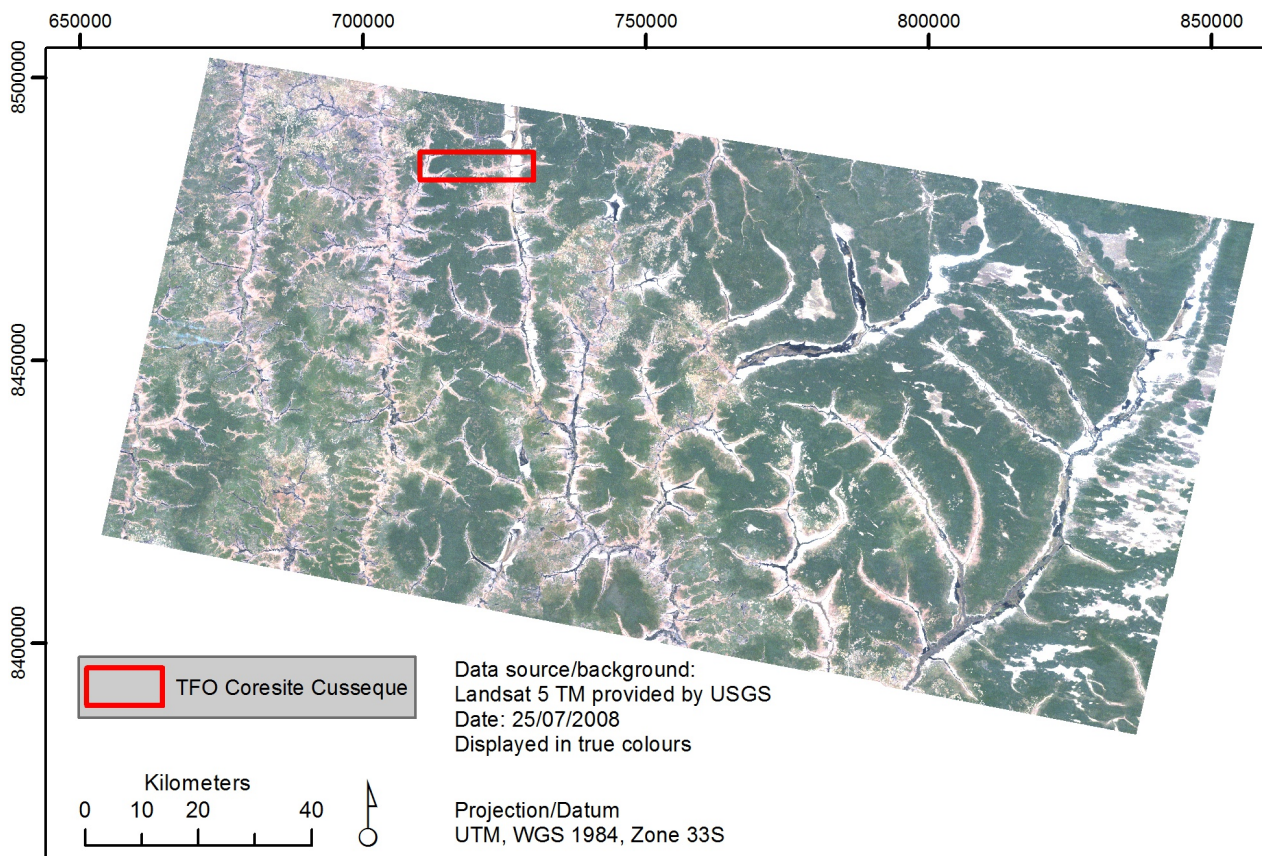 650000 700000 750000 800000 850000
8500000
8450000
8400000
TFO Coresite Cusseque
Data source/background:
Landsat 5 TM provided by USGS
Date: 25/07/2008
Displayed in true colours
Kilometers
0 10 20 40
Projection/Datum
UTM, WGS 1984, Zone 33S